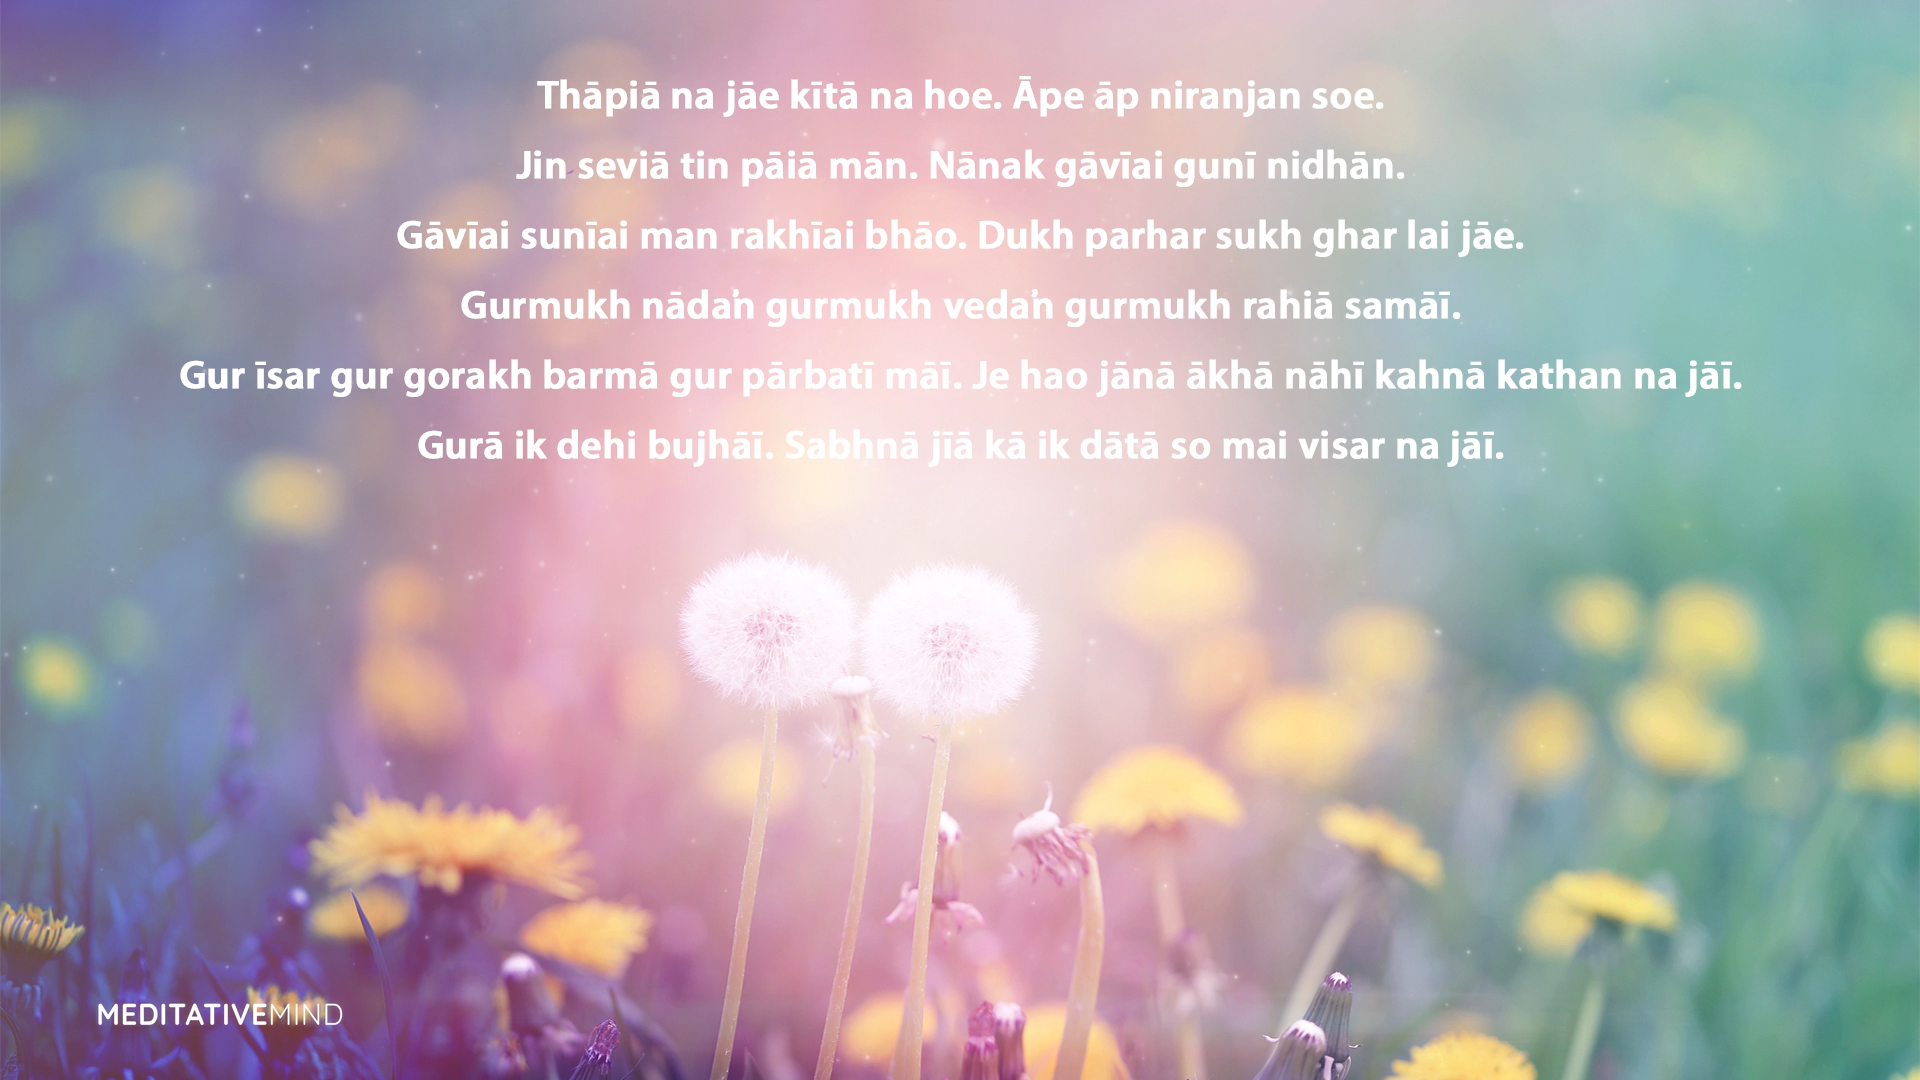 Thāpiā na jāe kītā na hoe. Āpe āp niranjan soe.
Jin seviā tin pāiā mān. Nānak gāvīai gunī nidhān.
Gāvīai sunīai man rakhīai bhāo. Dukh parhar sukh ghar lai jāe.
Gurmukh nādaʼn gurmukh vedaʼn gurmukh rahiā samāī.
Gur īsar gur gorakh barmā gur pārbatī māī. Je hao jānā ākhā nāhī kahnā kathan na jāī.
Gurā ik dehi bujhāī. Sabhnā jīā kā ik dātā so mai visar na jāī.
MEDITATIVEMIND